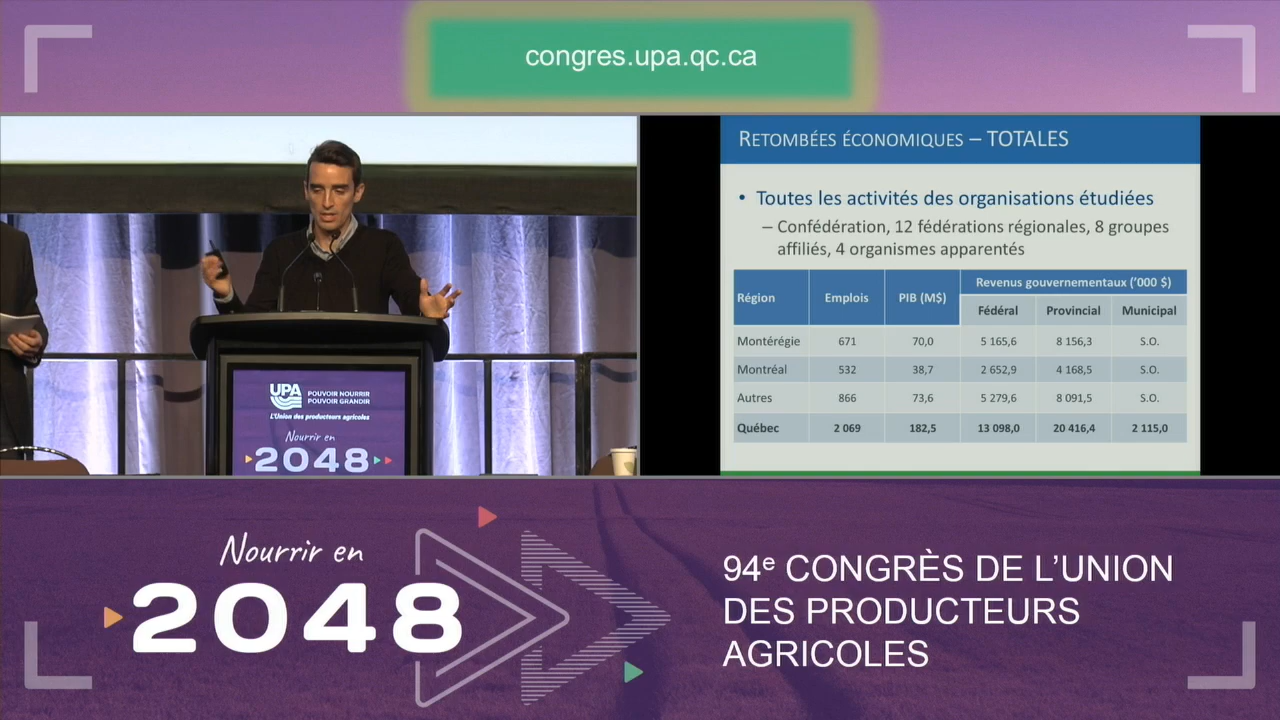 congres.upa.qc.ca
RETOMBÉES ÉCONOMIQUES – TOTALES
• Toutes les activités des organisations étudiées
– Confédération, 12 fédérations régionales, 8 groupes
affiliés, 4 organismes apparentés
Région Emplois PIB (M$) Revenus gouvernementaux ('000 $)
Fédéral Provincial Municipal
Montérégie 671 70,0 5 165,6 8 156,3 S.O.
Montréal 532 38,7 2 652,9 4 168,5 S.O.
Autres 866 73,6 5 279,6 8 091,5 S.O.
Québec 2 069 182,5 13 098,0 20 416,4 2 115,0
UPA POUVOIR NOURRIR
POUVOIR GRANDIR
L'Union des producteurs agricoles
Nourrir en
2048
Nourrir en
2048
94e CONGRÈS DE L'UNION
DES PRODUCTEURS
AGRICOLES